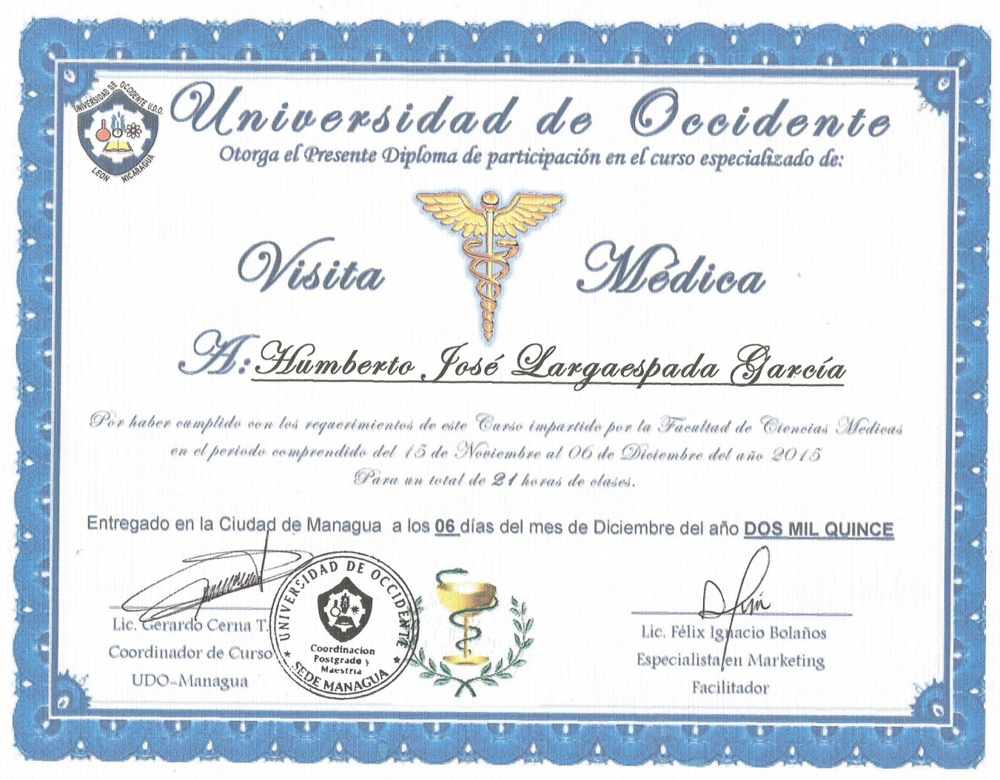 UNIVERSIDAD DE OCCIDENTE U.D.O.
LEON NICARAGUA
Universidad de Occidente
Otorga el Presente Diploma de participación en el curso especializado de:
Visita Médica
A: Humberto José Largaespada García
Por haber cumplido con los requerimientos de este Curso impartido por la Facultad de Ciencias Medicas
en el periodo comprendido del 15 de Noviembre al 06 de Diciembre del año 2015
Para un total de 21 horas de clases.
Entregado en la Ciudad de Managua a los 06 días del mes de Diciembre del año DOS MIL QUINCE
Lic. Gerardo Cerna T.
Coordinador de Curso
UDO-Managua
UNIVERSIDAD DE OCCIDENTE
Coordinacion
Postgrado y
Maestria
SEDE MANAGUA
Lic. Félix Ignacio Bolaños
Especialista en Marketing
Facilitador